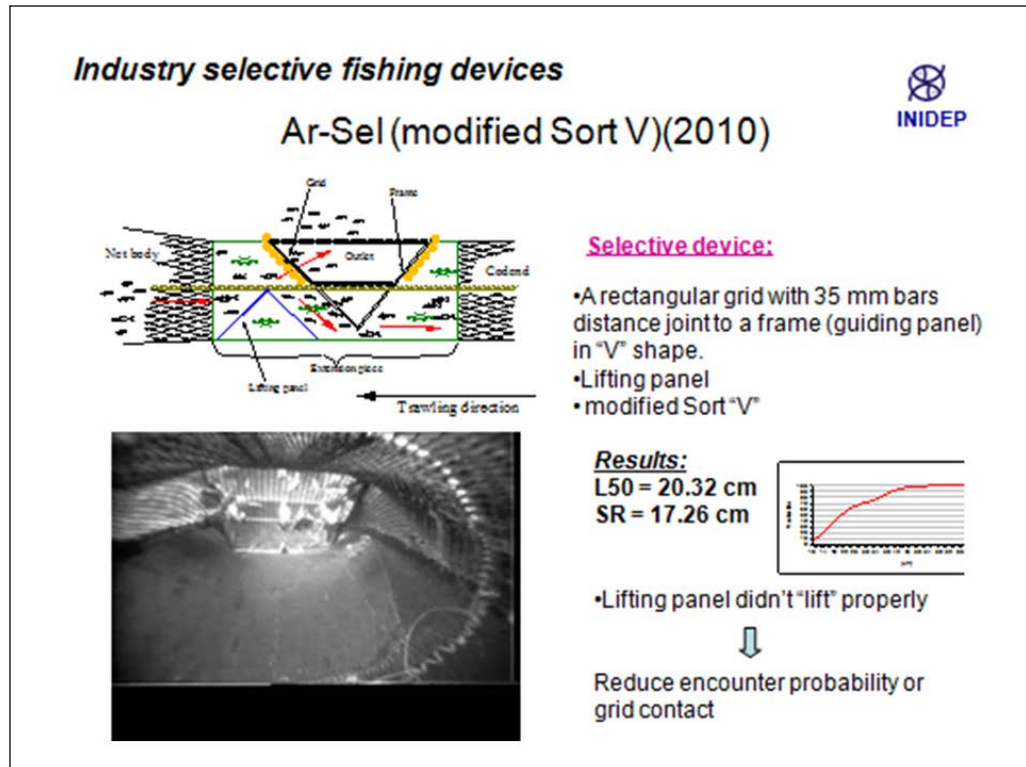 Industry selective fishing devices
INIDEP
Ar-Sel (modified Sort V)(2010)
Grid
Frame
Net body
Outlet
Codend
Extension piece
Lifting panel
Trawling direction
Selective device:
•A rectangular grid with 35 mm bars
distance joint to a frame (guiding panel)
in “V” shape.
•Lifting panel
• modified Sort “V”
Results:
L50 = 20.32 cm
SR = 17.26 cm
•Lifting panel didn’t “lift” properly
Reduce encounter probability or
grid contact